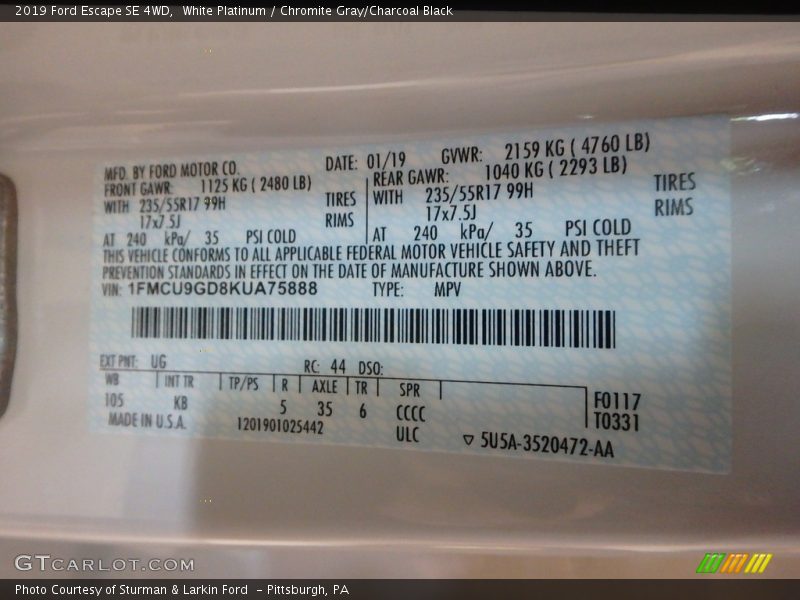 2019 Ford Escape SE 4WD,  White Platinum / Chromite Gray/Charcoal Black
MFD. BY FORD MOTOR CO.
DATE: 01/19 GVWR: 2159 KG ( 4760 LB)
FRONT GAWR: 1125 KG ( 2480 LB)
REAR GAWR: 1040 KG ( 2293 LB)
WITH 235/55R17 99H TIRES
WITH 235/55R17 99H TIRES
17x7.5J RIMS
17x7.5J RIMS
AT 240 kPa/ 35 PSI COLD
AT 240 kPa/ 35 PSI COLD
THIS VEHICLE CONFORMS TO ALL APPLICABLE FEDERAL MOTOR VEHICLE SAFETY AND THEFT
PREVENTION STANDARDS IN EFFECT ON THE DATE OF MANUFACTURE SHOWN ABOVE.
VIN: 1FMCU9GD8KUA75888 TYPE: MPV
EXT PNT: UG RC: 44 DSO:
WB INT TR TP/PS R AXLE TR SPR
105 KB 5 35 6 CCCC
F0117
T0331
MADE IN U.S.A. 1201901025442 ULC
▽ 5U5A-3520472-AA
GTCARLOT.COM
Photo Courtesy of Sturman & Larkin Ford  - Pittsburgh, PA